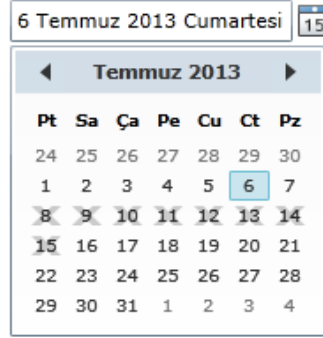 6 Temmuz 2013 Cumartesi 15
Temmuz 2013
Pt Sa Ça Pe Cu Ct Pz
24 25 26 27 28 29 30
1 2 3 4 5 6 7
8 9 10 11 12 13 14
15 16 17 18 19 20 21
22 23 24 25 26 27 28
29 30 31 1 2 3 4